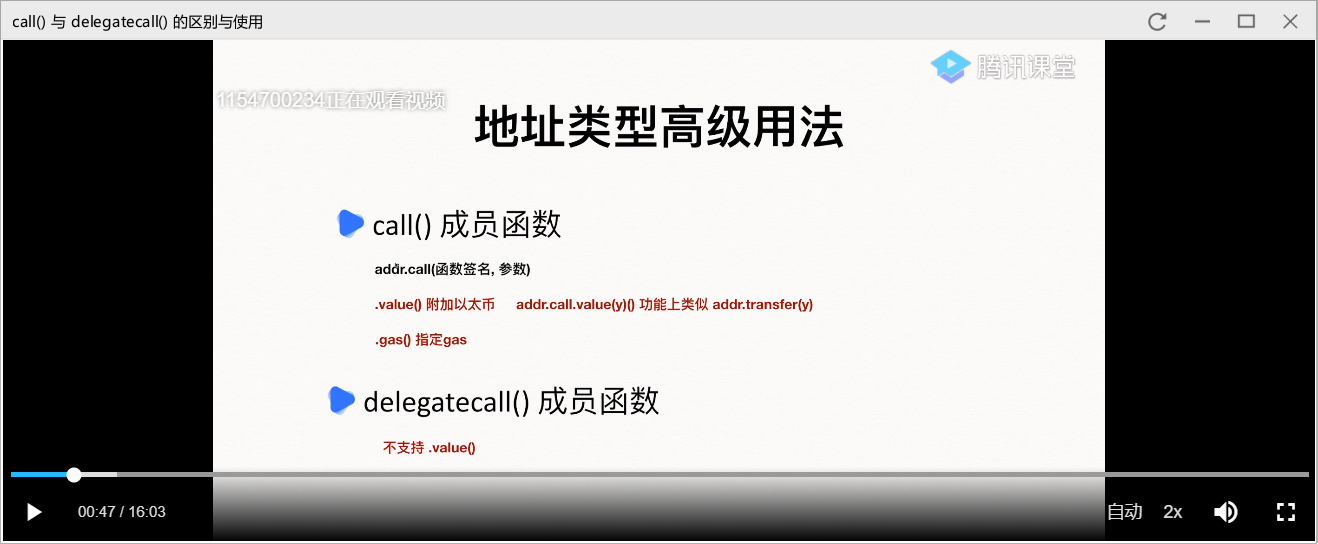 call() 与 delegatecall() 的区别与使用
腾讯课堂
1154700234正在观看视频
地址类型高级用法
call() 成员函数
addr.call(函数签名, 参数)
.value() 附加以太币 addr.call.value(y)() 功能上类似 addr.transfer(y)
.gas() 指定gas
delegatecall() 成员函数
不支持 .value()
00:47 / 16:03 自动 2x